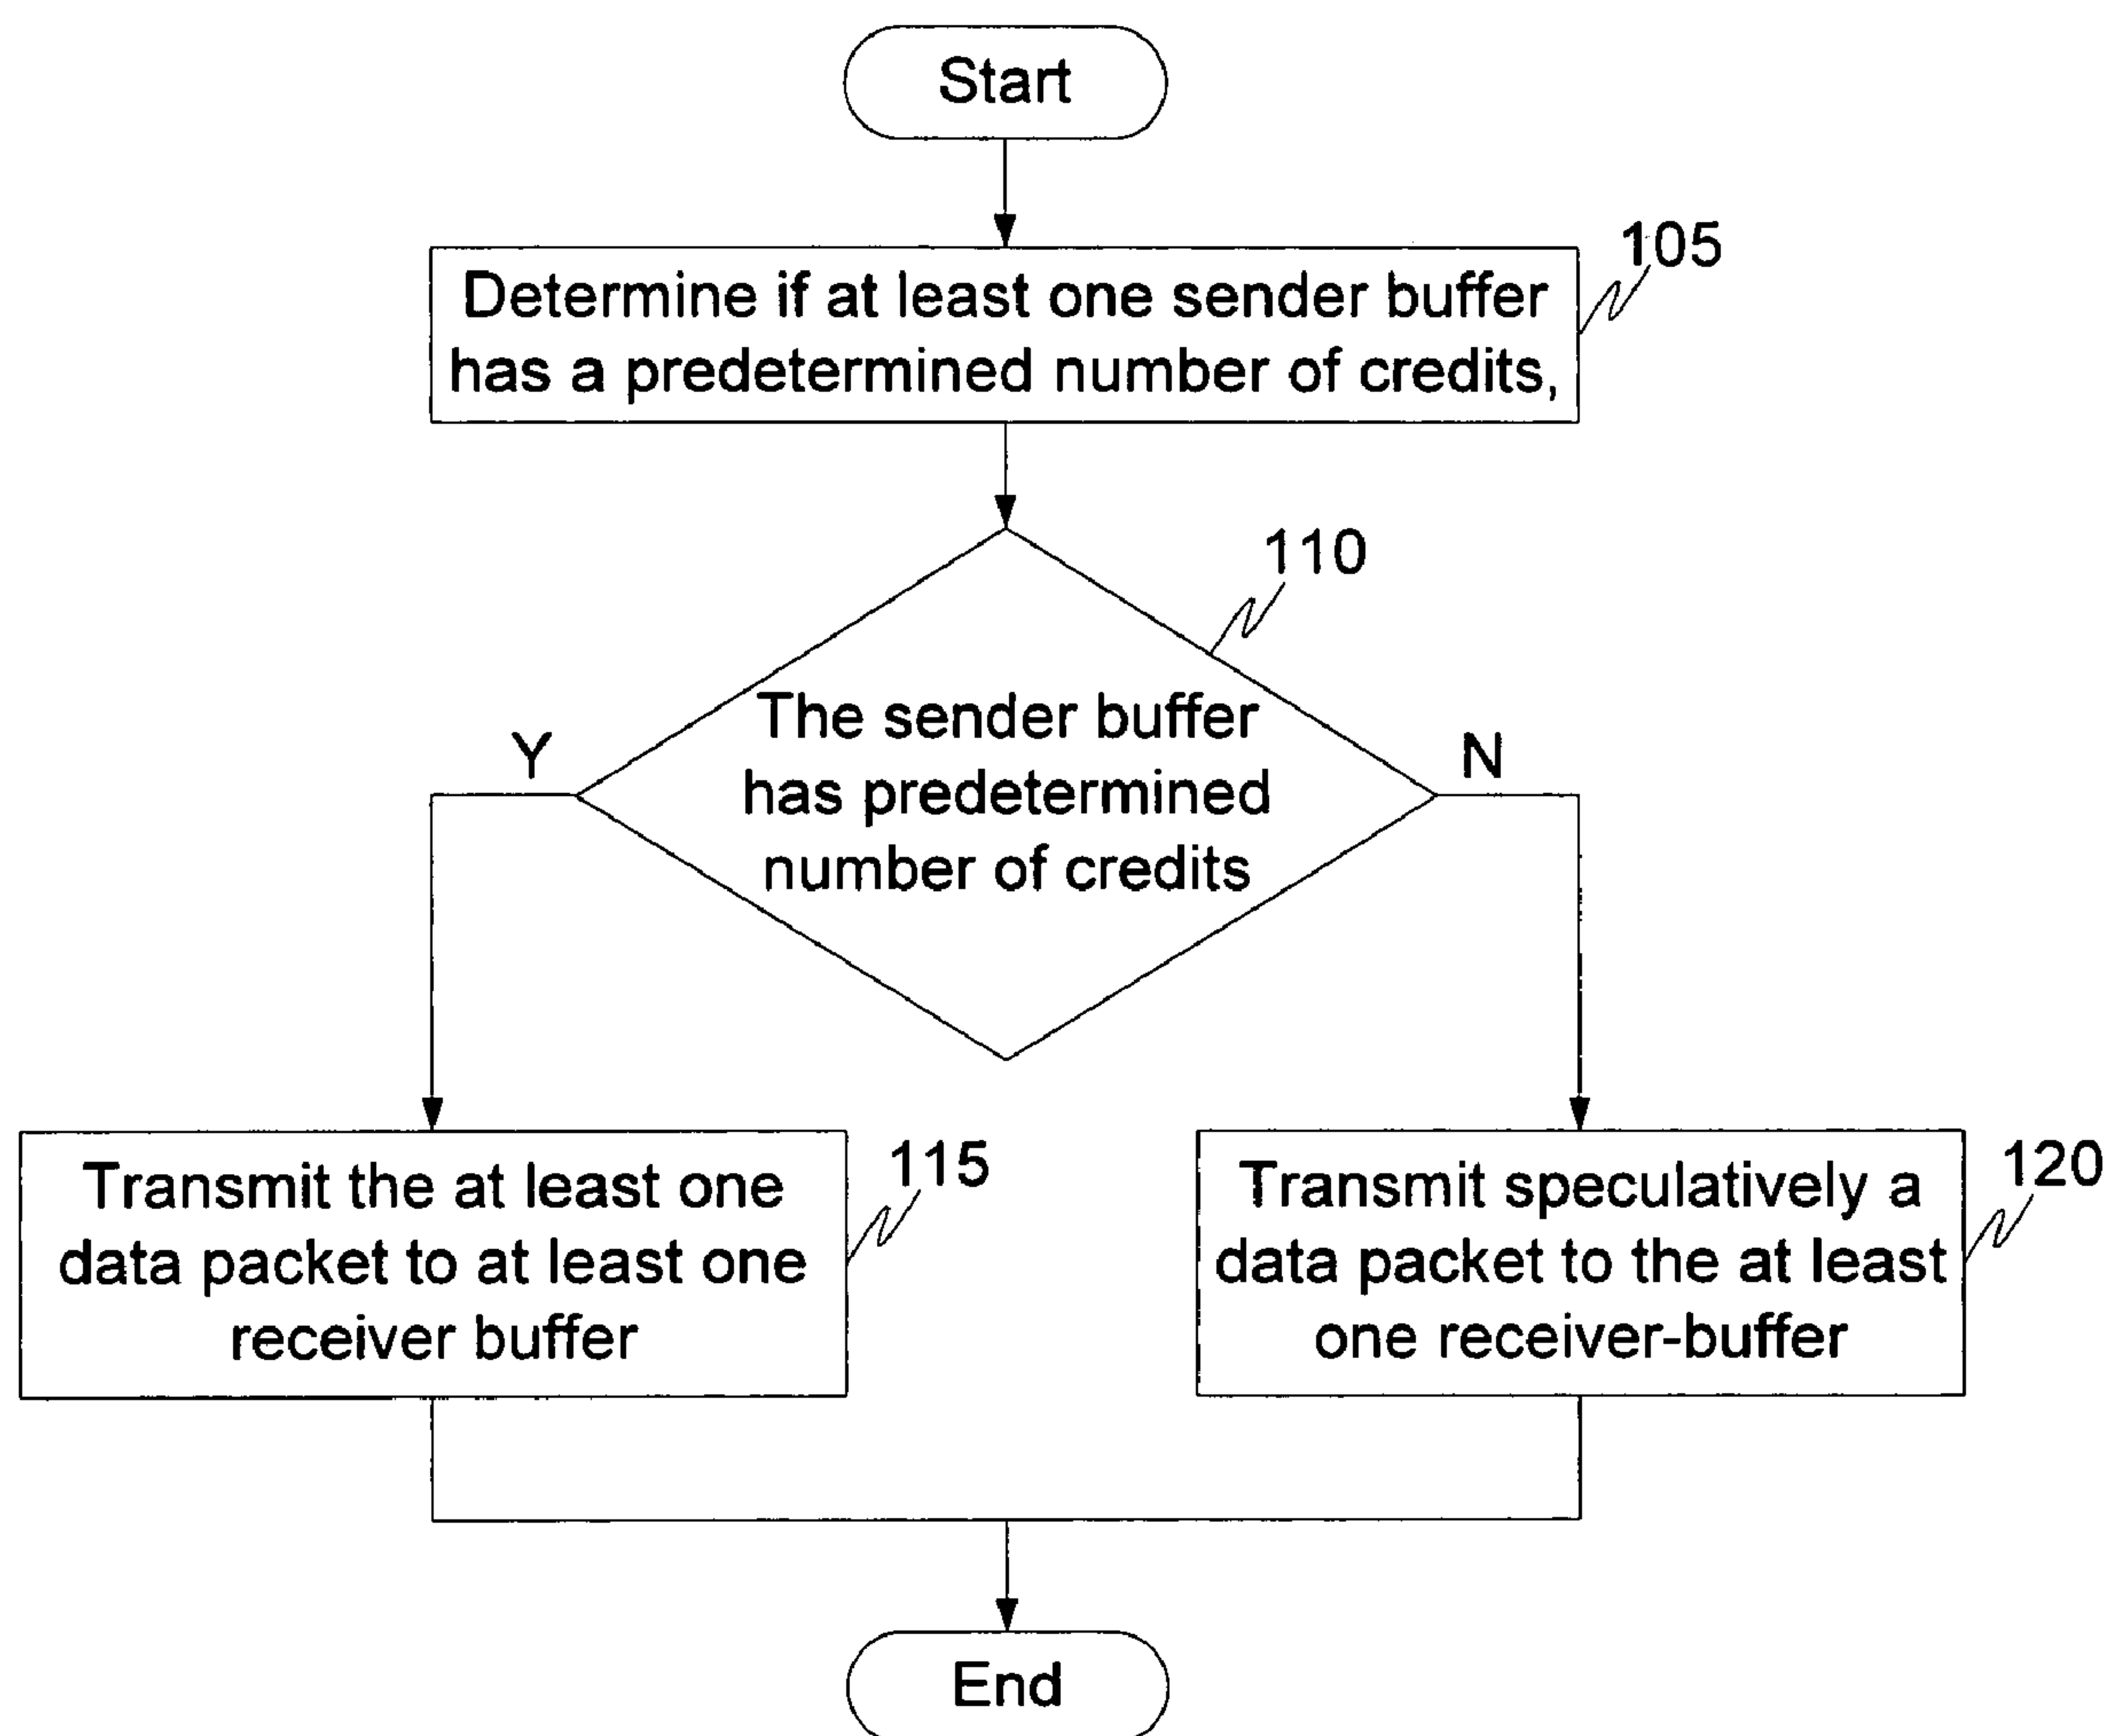 Start
105
Determine if at least one sender buffer
has a predetermined number of credits,
110
The sender buffer
has predetermined
number of credits
Y
N
115
Transmit the at least one
data packet to at least one
receiver buffer
120
Transmit speculatively a
data packet to the at least
one receiver-buffer
End